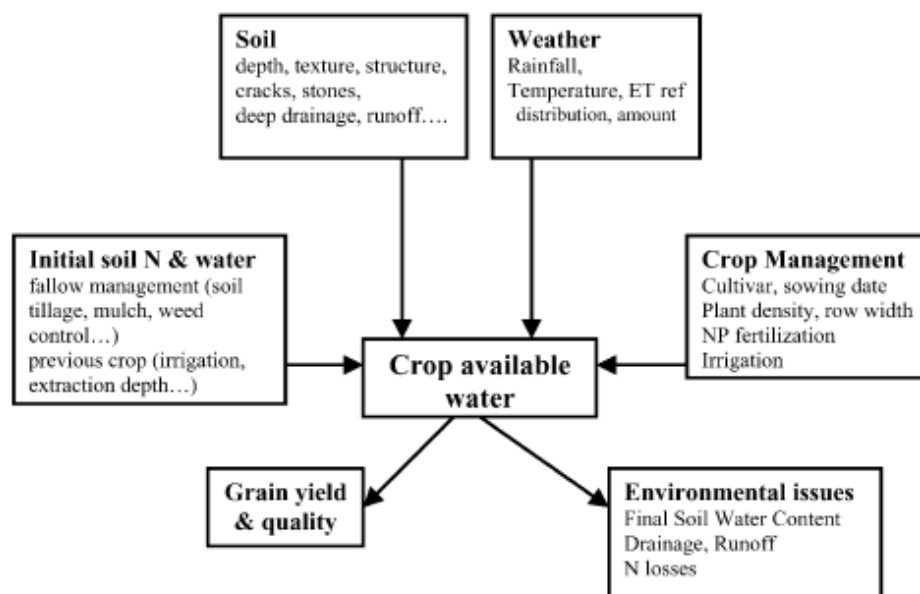 Soil
depth, texture, structure,
cracks, stones,
deep drainage, runoff....
Weather
Rainfall,
Temperature, ET ref
distribution, amount
Initial soil N & water
fallow management (soil
tillage, mulch, weed
control...)
previous crop (irrigation,
extraction depth...)
Crop Management
Cultivar, sowing date
Plant density, row width
NP fertilization
Irrigation
Crop available
water
Grain yield
& quality
Environmental issues
Final Soil Water Content
Drainage, Runoff
N losses